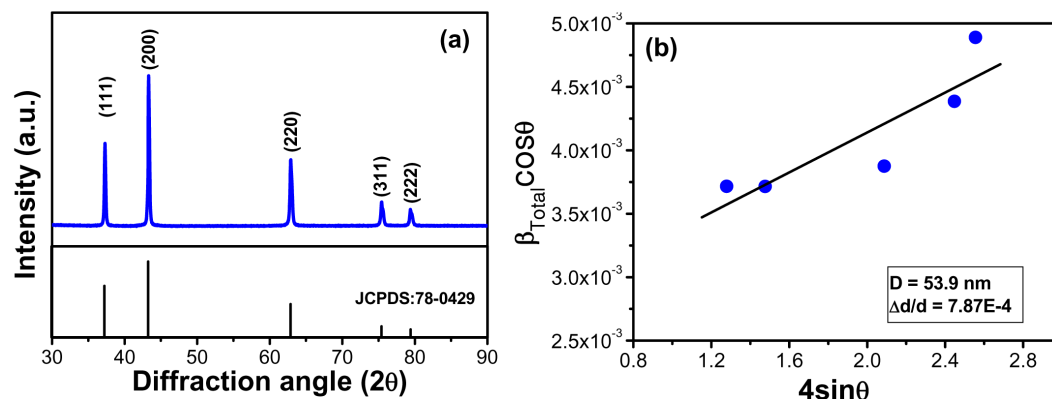 (a)
(111)
(200)
(220)
(311)
(222)
Intensity (a.u.)
JCPDS:78-0429
30 40 50 60 70 80 90
Diffraction angle (2θ)
(b)
5.0x10⁻³
4.5x10⁻³
4.0x10⁻³
3.5x10⁻³
3.0x10⁻³
2.5x10⁻³
β_Total COSθ
D = 53.9 nm
Δd/d = 7.87E-4
0.8 1.2 1.6 2.0 2.4 2.8
4sinθ